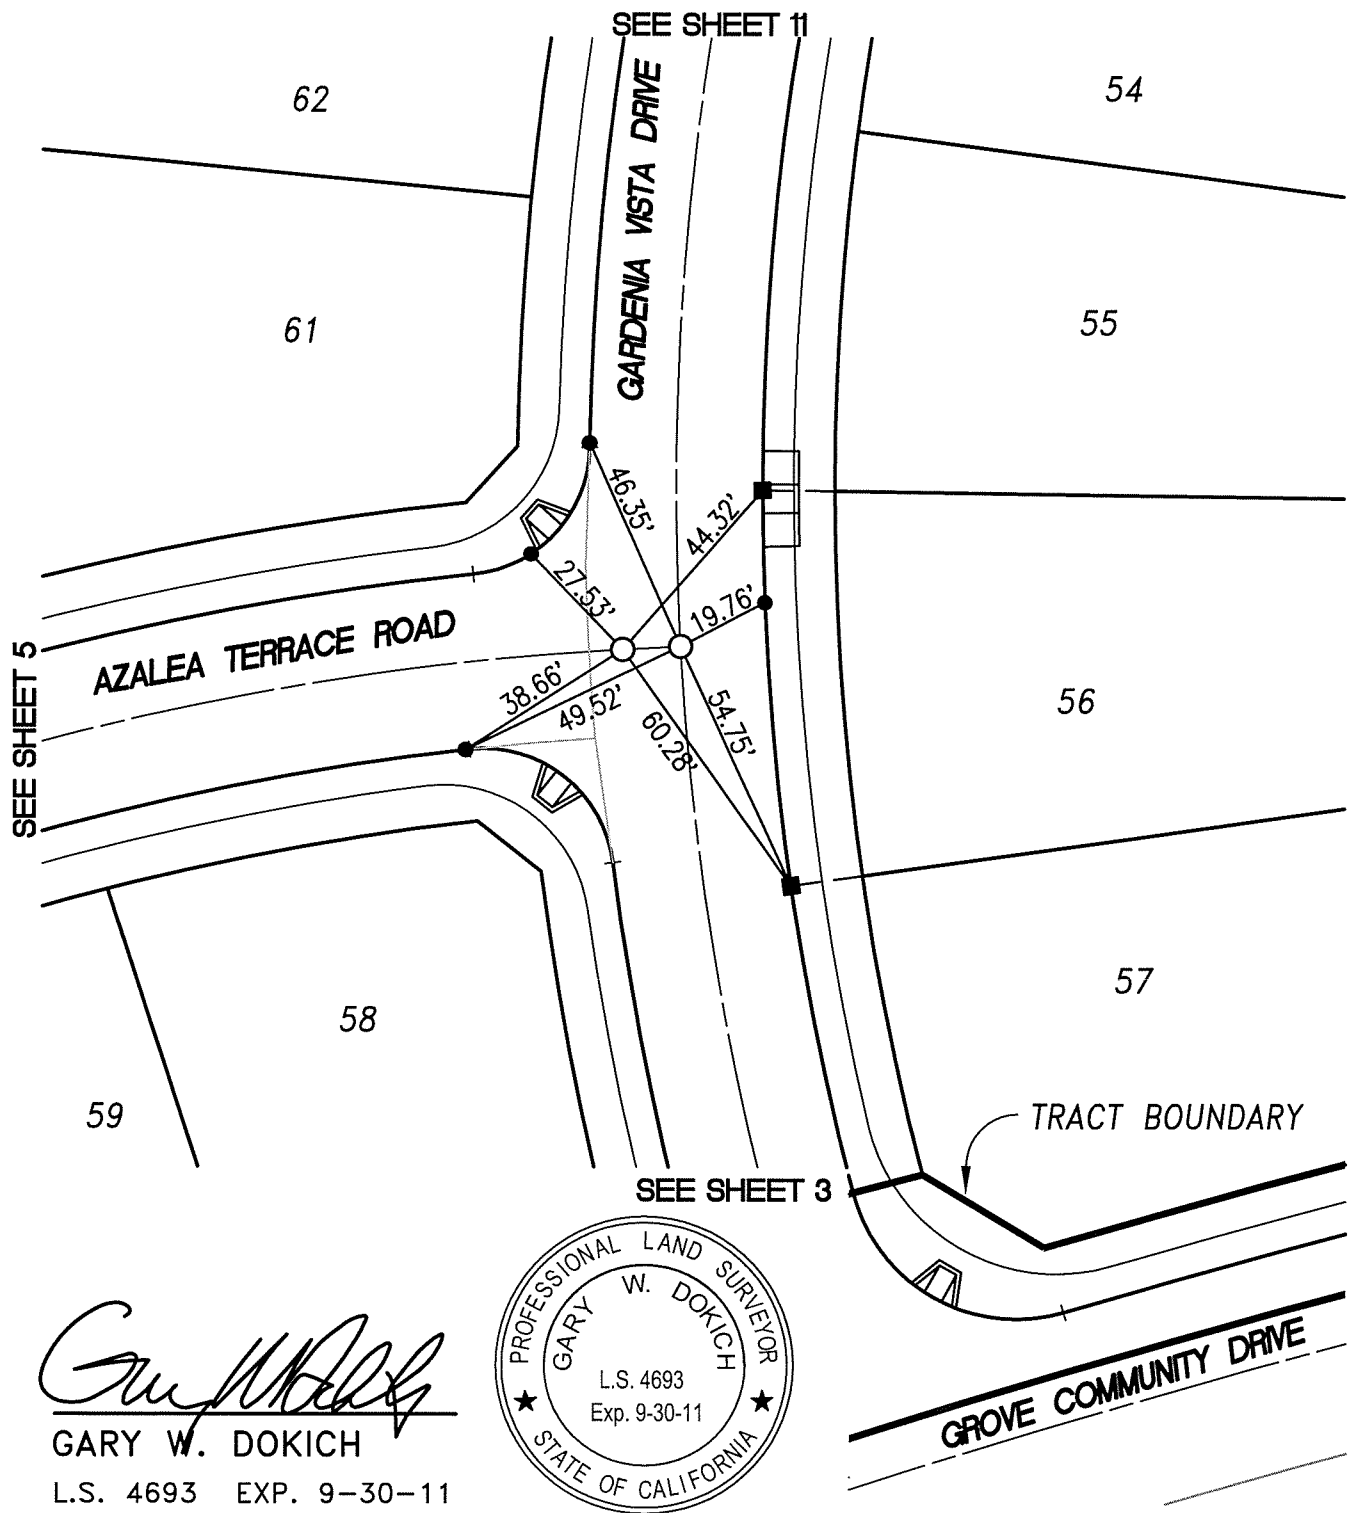 SEE SHEET 11
62
54
GARDENIA VISTA DRIVE
61
55
46.35'
44.32'
27.53'
19.76'
AZALEA TERRACE ROAD
SEE SHEET 5
38.66'
49.52'
60.28'
54.75'
56
57
58
59
TRACT BOUNDARY
SEE SHEET 3
PROFESSIONAL LAND SURVEYOR
GARY W. DOKICH
L.S. 4693
Exp. 9-30-11
STATE OF CALIFORNIA
GROVE COMMUNITY DRIVE
GARY W. DOKICH
L.S. 4693 EXP. 9-30-11